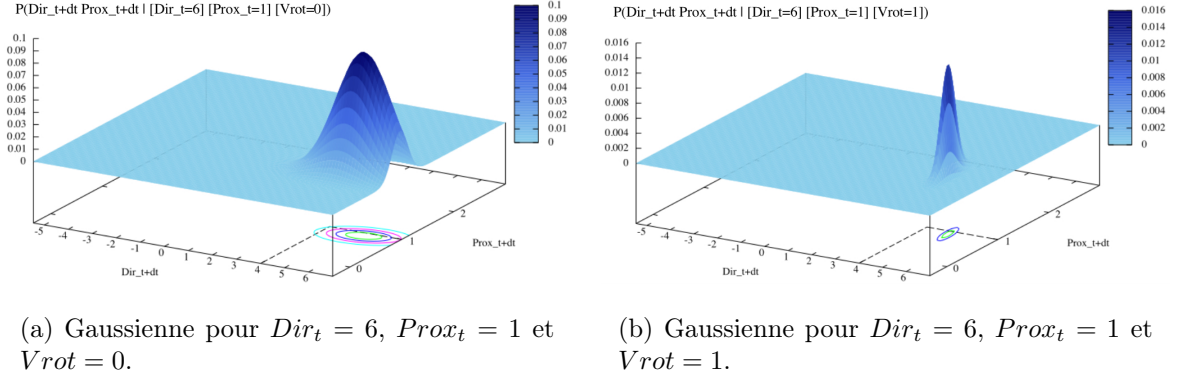 P(Dir_t+dt Prox_t+dt | [Dir_t=6] [Prox_t=1] [Vrot=0])
0.1
0.09
0.08
0.07
0.06
0.05
0.04
0.03
0.02
0.01
0
0.1
0.09
0.08
0.07
0.06
0.05
0.04
0.03
0.02
0.01
0
-5 -4 -3 -2 -1 0 1 2 3 4 5 6
Dir_t+dt
0 1 2
Prox_t+dt
(a) Gaussienne pour Dir_t = 6, Prox_t = 1 et
Vrot = 0.
P(Dir_t+dt Prox_t+dt | [Dir_t=6] [Prox_t=1] [Vrot=1])
0.016
0.014
0.012
0.01
0.008
0.006
0.004
0.002
0
0.016
0.014
0.012
0.01
0.008
0.006
0.004
0.002
0
-5 -4 -3 -2 -1 0 1 2 3 4 5 6
Dir_t+dt
0 1 2
Prox_t+dt
(b) Gaussienne pour Dir_t = 6, Prox_t = 1 et
Vrot = 1.